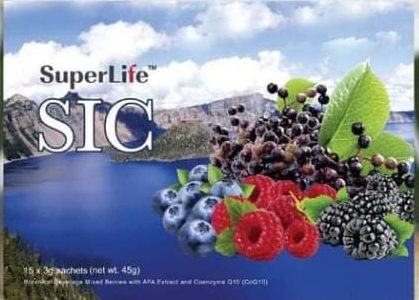 SuperLife™
SIC
15 x 3g sachets (net wt. 45g)
Botanical Beverage Mixed Berries with AFA Extract and Coenzyme Q10 (CoQ10)